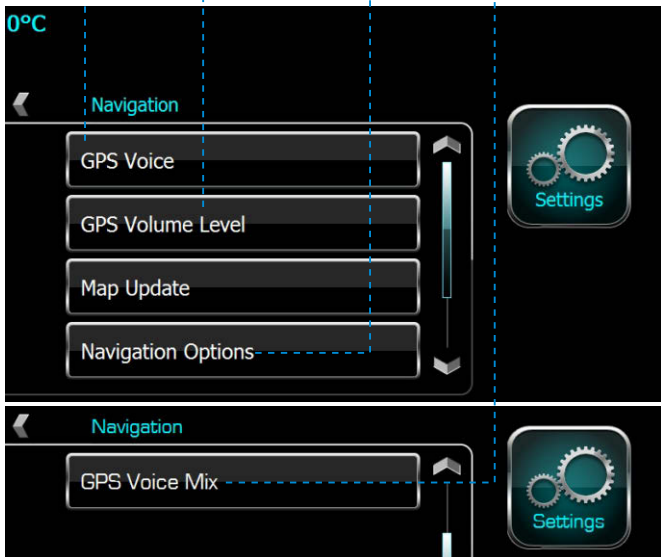 0°C
Navigation
GPS Voice
Settings
GPS Volume Level
Map Update
Navigation Options
Navigation
GPS Voice Mix
Settings